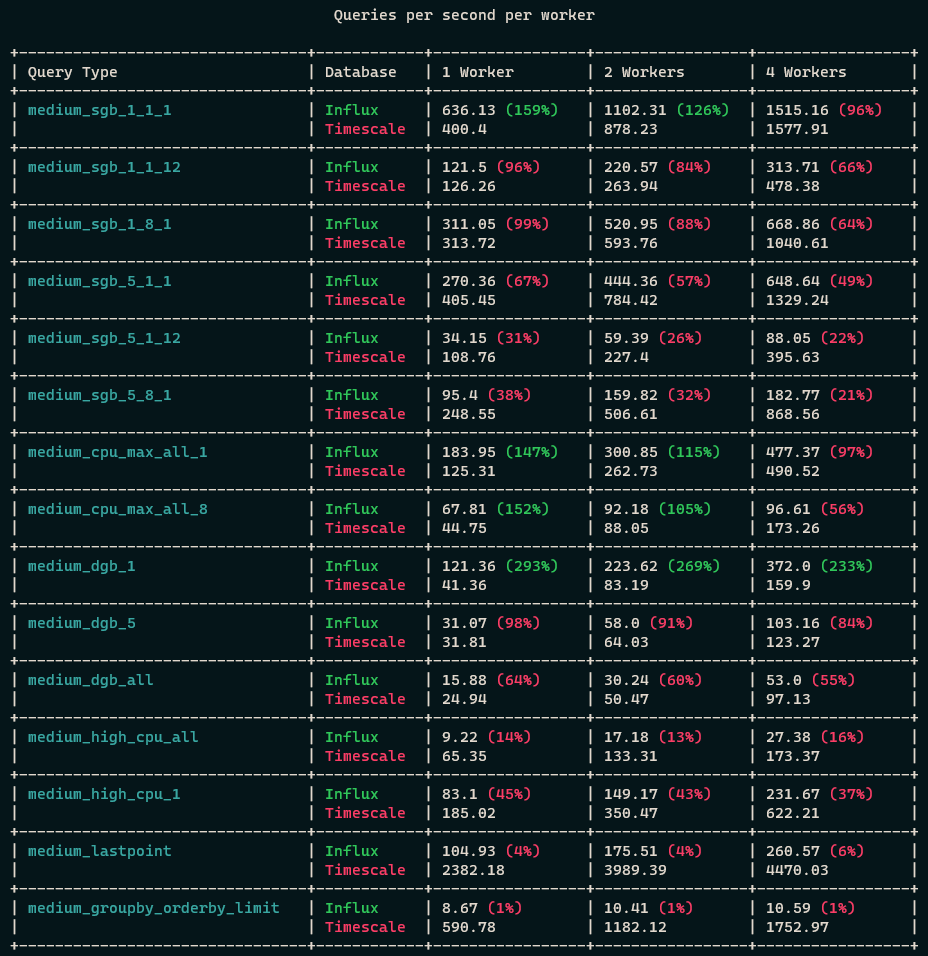 Queries per second per worker
Query Type | Database | 1 Worker | 2 Workers | 4 Workers
medium_sgb_1_1_1 | Influx | 636.13 (159%) | 1102.31 (126%) | 1515.16 (96%)
| Timescale | 400.4 | 878.23 | 1577.91
medium_sgb_1_1_12 | Influx | 121.5 (96%) | 220.57 (84%) | 313.71 (66%)
| Timescale | 126.26 | 263.94 | 478.38
medium_sgb_1_8_1 | Influx | 311.05 (99%) | 520.95 (88%) | 668.86 (64%)
| Timescale | 313.72 | 593.76 | 1040.61
medium_sgb_5_1_1 | Influx | 270.36 (67%) | 444.36 (57%) | 648.64 (49%)
| Timescale | 405.45 | 784.42 | 1329.24
medium_sgb_5_1_12 | Influx | 34.15 (31%) | 59.39 (26%) | 88.05 (22%)
| Timescale | 108.76 | 227.4 | 395.63
medium_sgb_5_8_1 | Influx | 95.4 (38%) | 159.82 (32%) | 182.77 (21%)
| Timescale | 248.55 | 506.61 | 868.56
medium_cpu_max_all_1 | Influx | 183.95 (147%) | 300.85 (115%) | 477.37 (97%)
| Timescale | 125.31 | 262.73 | 490.52
medium_cpu_max_all_8 | Influx | 67.81 (152%) | 92.18 (105%) | 96.61 (56%)
| Timescale | 44.75 | 88.05 | 173.26
medium_dgb_1 | Influx | 121.36 (293%) | 223.62 (269%) | 372.0 (233%)
| Timescale | 41.36 | 83.19 | 159.9
medium_dgb_5 | Influx | 31.07 (98%) | 58.0 (91%) | 103.16 (84%)
| Timescale | 31.81 | 64.03 | 123.27
medium_dgb_all | Influx | 15.88 (64%) | 30.24 (60%) | 53.0 (55%)
| Timescale | 24.94 | 50.47 | 97.13
medium_high_cpu_all | Influx | 9.22 (14%) | 17.18 (13%) | 27.38 (16%)
| Timescale | 65.35 | 133.31 | 173.37
medium_high_cpu_1 | Influx | 83.1 (45%) | 149.17 (43%) | 231.67 (37%)
| Timescale | 185.02 | 350.47 | 622.21
medium_lastpoint | Influx | 104.93 (4%) | 175.51 (4%) | 260.57 (6%)
| Timescale | 2382.18 | 3989.39 | 4470.03
medium_groupby_orderby_limit | Influx | 8.67 (1%) | 10.41 (1%) | 10.59 (1%)
| Timescale | 590.78 | 1182.12 | 1752.97